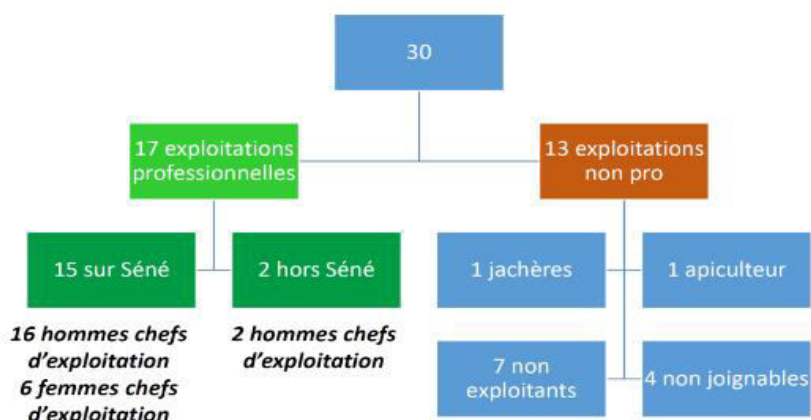 30
17 exploitations
professionnelles
13 exploitations
non pro
15 sur Séné
2 hors Séné
1 jachères
1 apiculteur
16 hommes chefs
d'exploitation
6 femmes chefs
d'exploitation
2 hommes chefs
d'exploitation
7 non
exploitants
4 non joignables